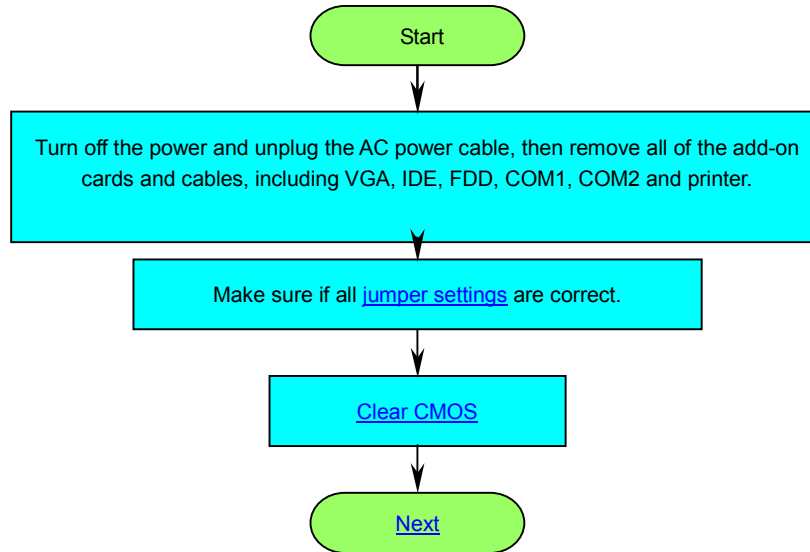 Start
Turn off the power and unplug the AC power cable, then remove all of the add-on
cards and cables, including VGA, IDE, FDD, COM1, COM2 and printer.
Make sure if all jumper settings are correct.
Clear CMOS
Next